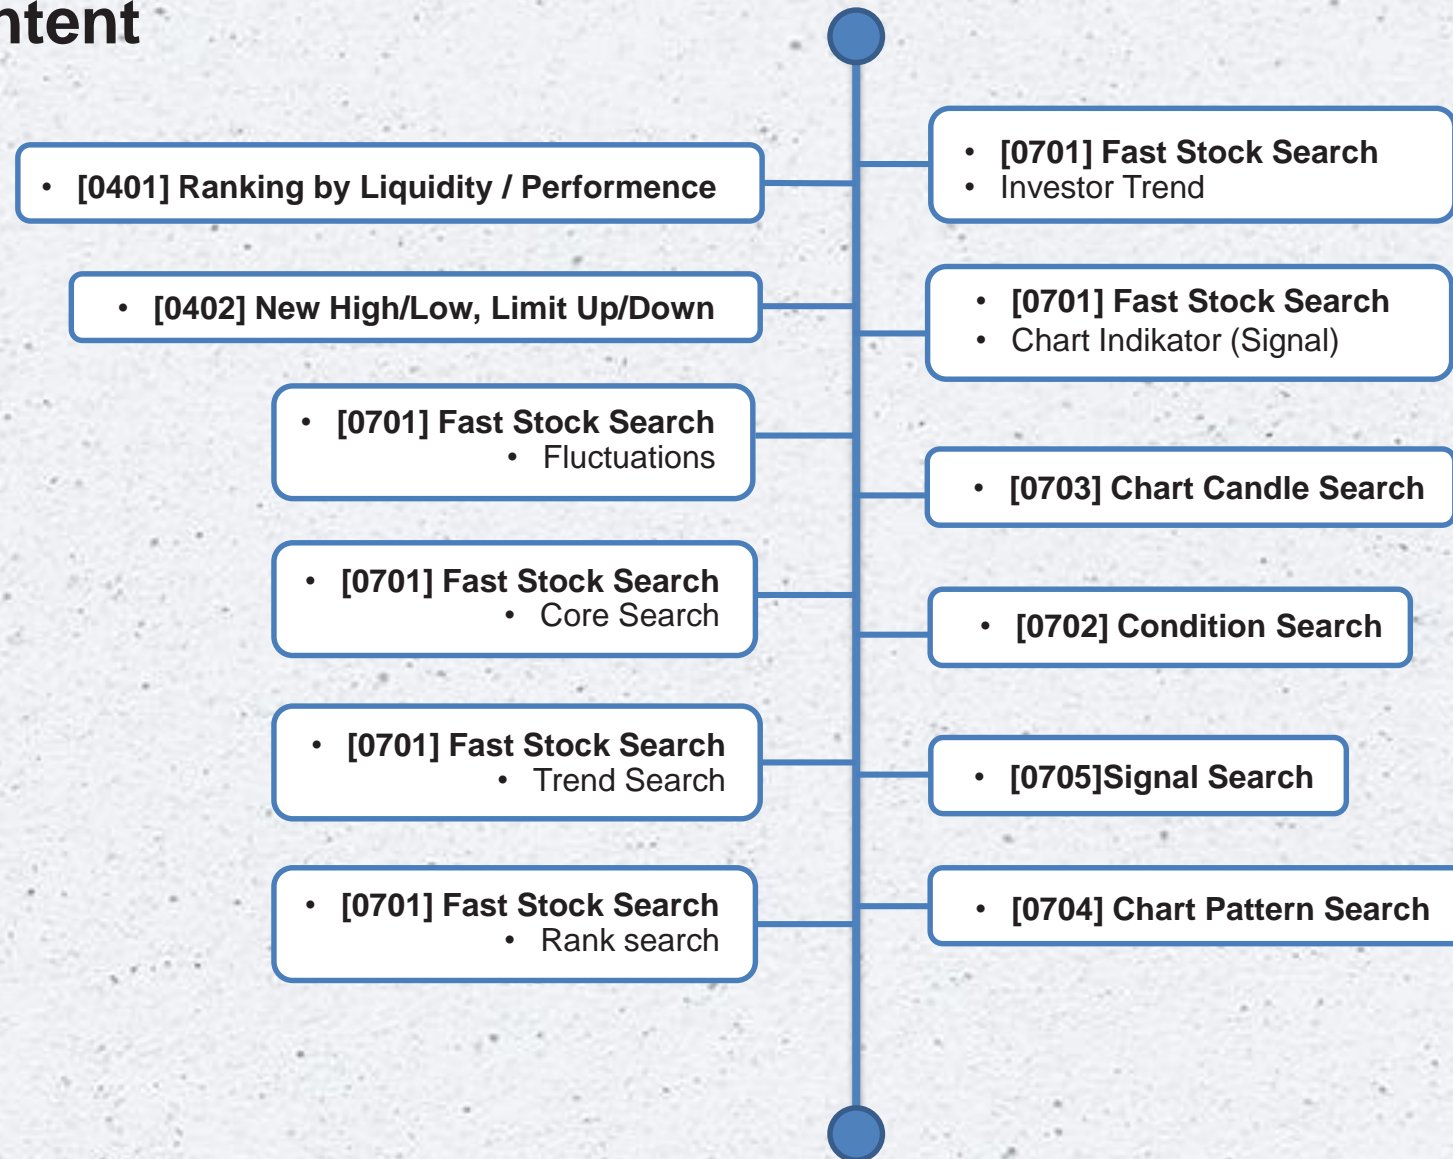 ntent
• [0401] Ranking by Liquidity / Performence
• [0402] New High/Low, Limit Up/Down
• [0701] Fast Stock Search
• Fluctuations
• [0701] Fast Stock Search
• Core Search
• [0701] Fast Stock Search
• Trend Search
• [0701] Fast Stock Search
• Rank search
• [0701] Fast Stock Search
• Investor Trend
• [0701] Fast Stock Search
• Chart Indikator (Signal)
• [0703] Chart Candle Search
• [0702] Condition Search
• [0705]Signal Search
• [0704] Chart Pattern Search